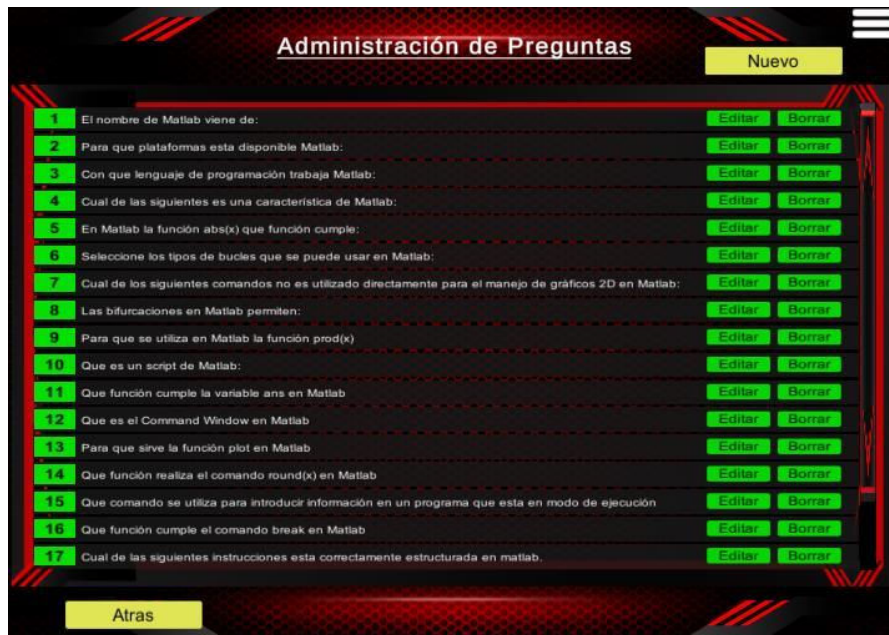 Administración de Preguntas
Nuevo
1 El nombre de Matlab viene de: Editar Borrar
2 Para que plataformas esta disponible Matlab: Editar Borrar
3 Con que lenguaje de programación trabaja Matlab: Editar Borrar
4 Cual de las siguientes es una característica de Matlab: Editar Borrar
5 En Matlab la función abs(x) que función cumple: Editar Borrar
6 Seleccione los tipos de bucles que se puede usar en Matlab: Editar Borrar
7 Cual de los siguientes comandos no es utilizado directamente para el manejo de gráficos 2D en Matlab: Editar Borrar
8 Las bifurcaciones en Matlab permiten: Editar Borrar
9 Para que se utiliza en Matlab la función prod(x) Editar Borrar
10 Que es un script de Matlab: Editar Borrar
11 Que función cumple la variable ans en Matlab Editar Borrar
12 Que es el Command Window en Matlab Editar Borrar
13 Para que sirve la función plot en Matlab Editar Borrar
14 Que función realiza el comando round(x) en Matlab Editar Borrar
15 Que comando se utiliza para introducir información en un programa que esta en modo de ejecución Editar Borrar
16 Que función cumple el comando break en Matlab Editar Borrar
17 Cual de las siguientes instrucciones esta correctamente estructurada en matlab. Editar Borrar
Atras